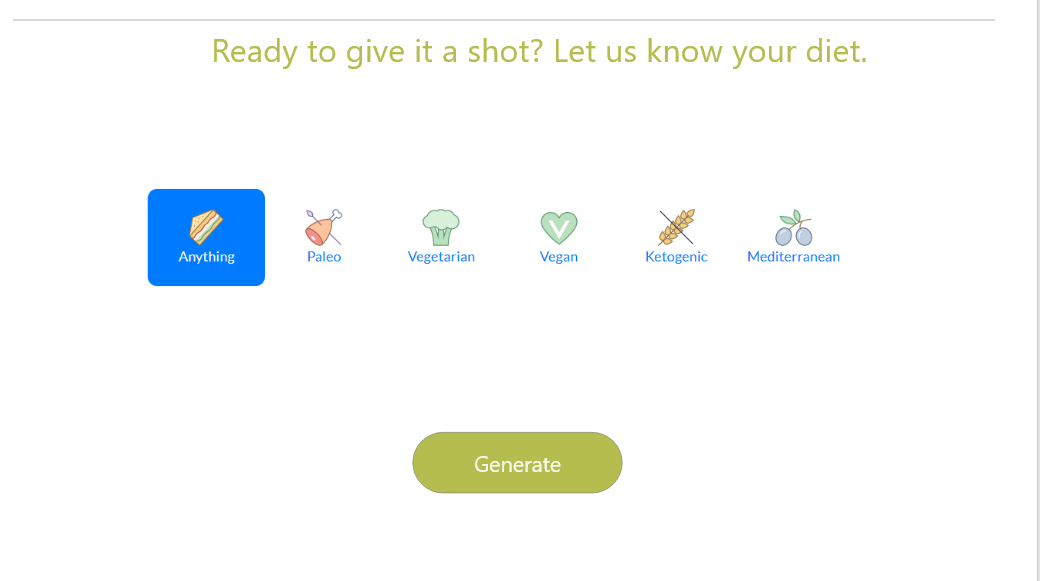 Ready to give it a shot? Let us know your diet.
Anything Paleo Vegetarian Vegan Ketogenic Mediterranean
Generate